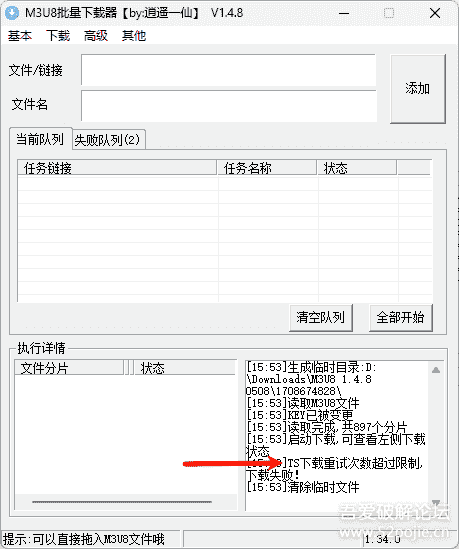 M3U8批量下载器【by:逍遥一仙】 V1.4.8
基本 下载 高级 其他
文件/链接
添加
文件名
当前队列 失败队列(2)
任务链接 任务名称 状态
清空队列 全部开始
执行详情
文件分片 状态
[15:53]生成临时目录:D:
\Downloads\M3U8 1.4.8
0508\1708674828\
[15:53]读取M3U8文件
[15:53]KEY已被变更
[15:53]读取完成,共897个分片
[15:53]启动下载,可查看左侧下载
状态
TS下载重试次数超过限制,
下载失败!
[15:53]清除临时文件
提示:可以直接拖入M3U8文件哦 1.34.0
吾爱破解论坛
www.52pojie.cn